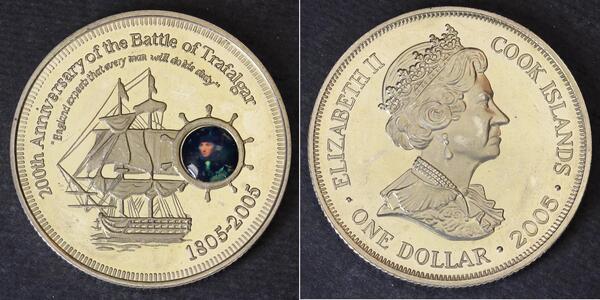 200th Anniversary of the Battle of Trafalgar
"England expects that every man will do his duty"
1805-2005
ELIZABETH II
COOK ISLANDS
· ONE DOLLAR · 2005 ·